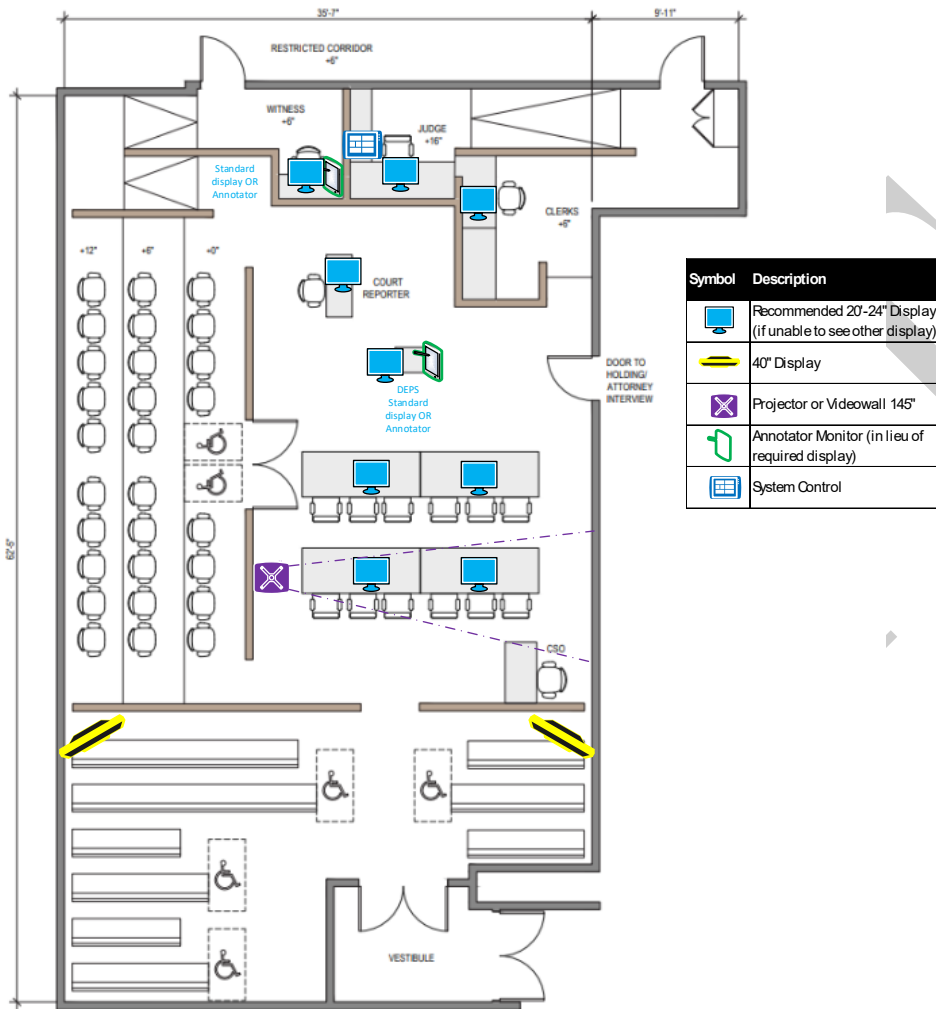 35'-7"
9'-11"
RESTRICTED CORRIDOR
+6"
WITNESS
+6"
JUDGE
+16"
Standard
display OR
Annotator
CLERKS
+6"
+12"
+6"
+0"
COURT
REPORTER
Symbol Description
Recommended 20'-24" Display
(if unable to see other display)
40" Display
Projector or Videowall 145"
Annotator Monitor (in lieu of
required display)
System Control
DOOR TO
HOLDING/
ATTORNEY
INTERVIEW
DEPS
Standard
display OR
Annotator
62'-5"
CSO
VESTIBULE